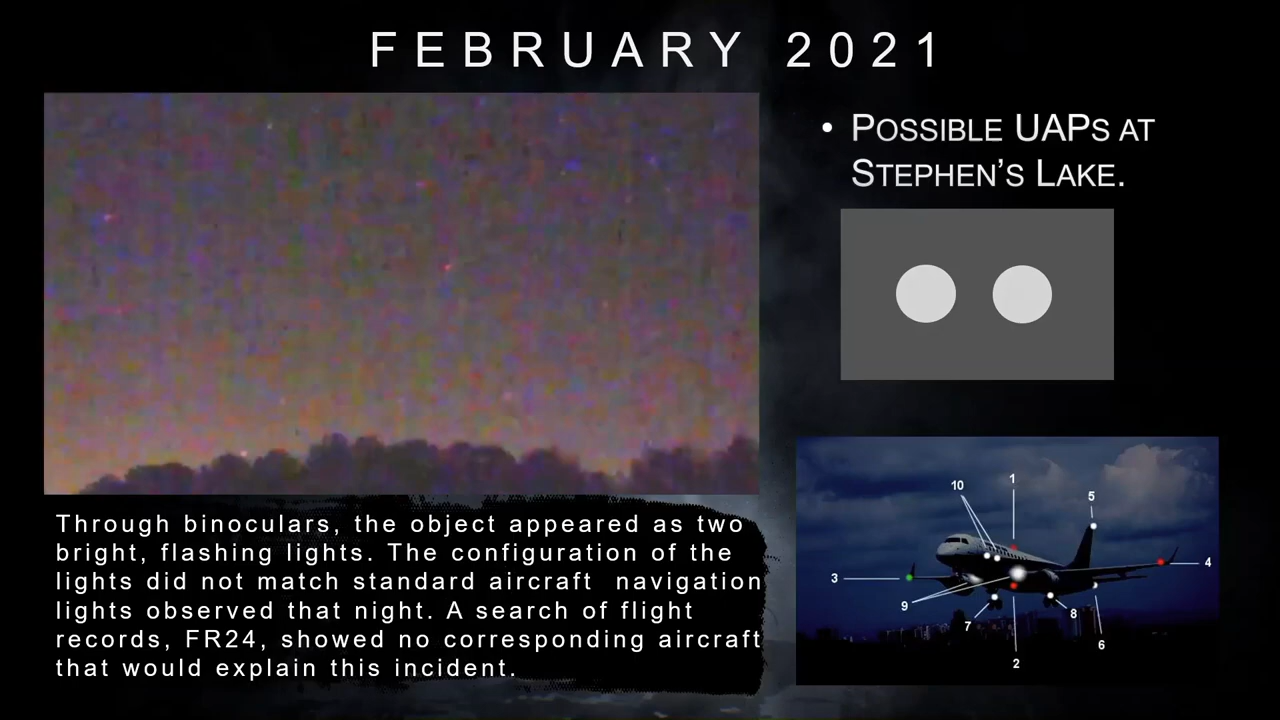 FEBRUARY 2021
• POSSIBLE UAPS AT
STEPHEN'S LAKE.
Through binoculars, the object appeared as two
bright, flashing lights. The configuration of the
lights did not match standard aircraft navigation
lights observed that night. A search of flight
records, FR24, showed no corresponding aircraft
that would explain this incident.
10
1
5
3
4
9
7
8
6
2